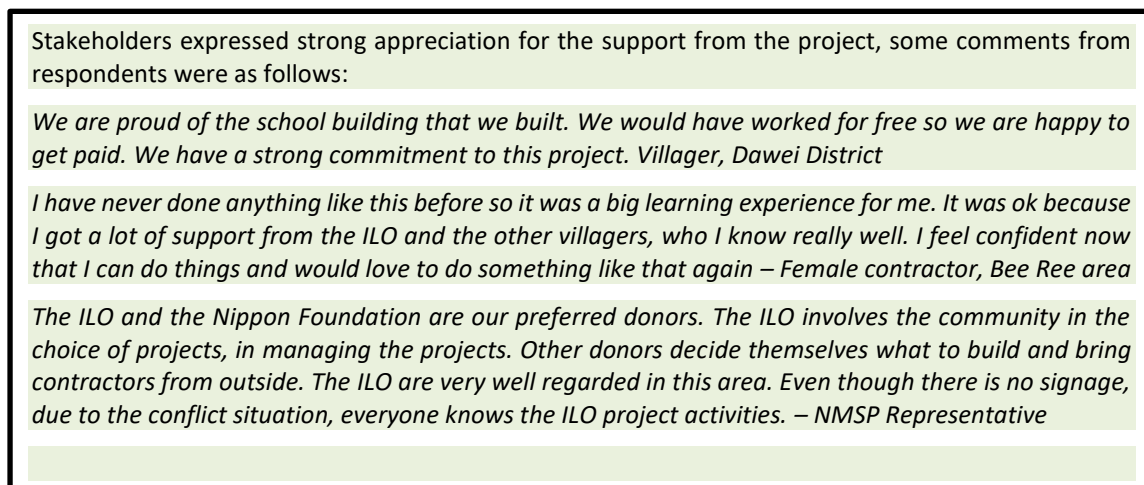 Stakeholders expressed strong appreciation for the support from the project, some comments from
respondents were as follows:
We are proud of the school building that we built. We would have worked for free so we are happy to
get paid. We have a strong commitment to this project. Villager, Dawei District
I have never done anything like this before so it was a big learning experience for me. It was ok because
I got a lot of support from the ILO and the other villagers, who I know really well. I feel confident now
that I can do things and would love to do something like that again – Female contractor, Bee Ree area
The ILO and the Nippon Foundation are our preferred donors. The ILO involves the community in the
choice of projects, in managing the projects. Other donors decide themselves what to build and bring
contractors from outside. The ILO are very well regarded in this area. Even though there is no signage,
due to the conflict situation, everyone knows the ILO project activities. – NMSP Representative